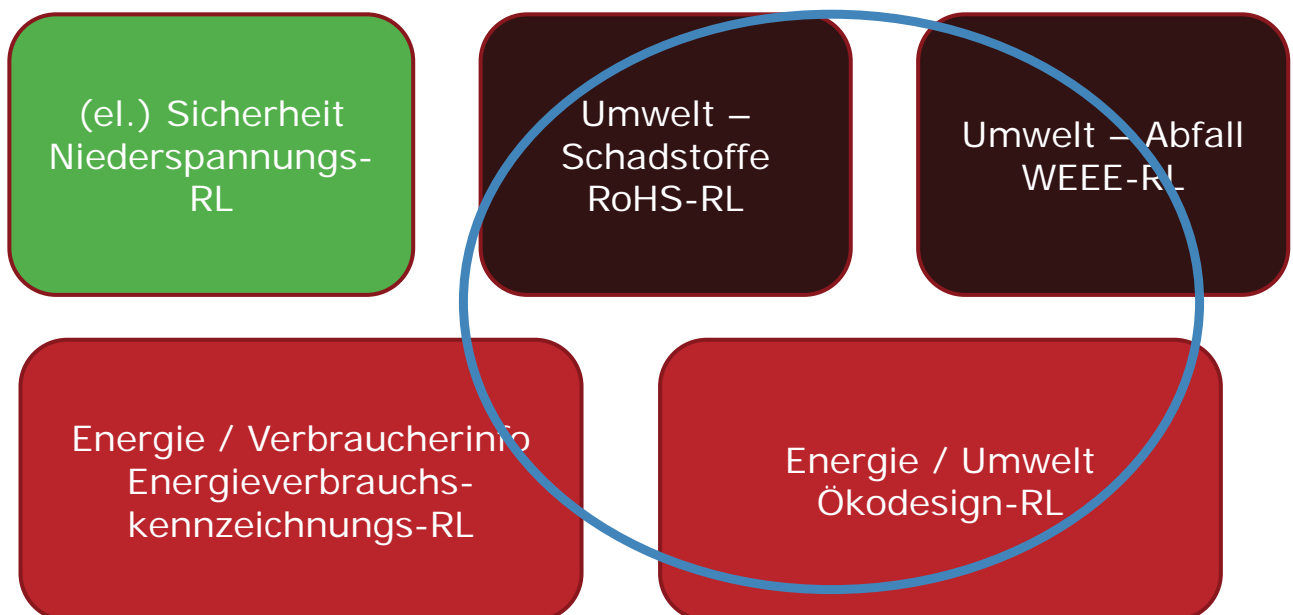 (el.) Sicherheit
Niederspannungs-
RL
Umwelt –
Schadstoffe
RoHS-RL
Umwelt – Abfall
WEEE-RL
Energie / Verbraucherinfo
Energieverbrauchs-
kennzeichnungs-RL
Energie / Umwelt
Ökodesign-RL